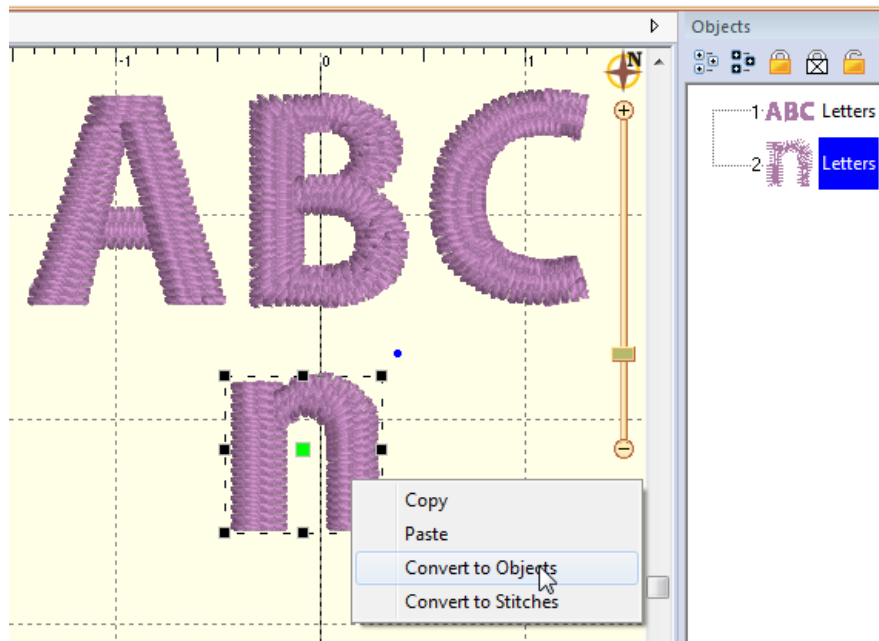 Objects
-1
0
1
N
ABC
n
1 ABC Letters
2 n Letters
Copy
Paste
Convert to Objects
Convert to Stitches